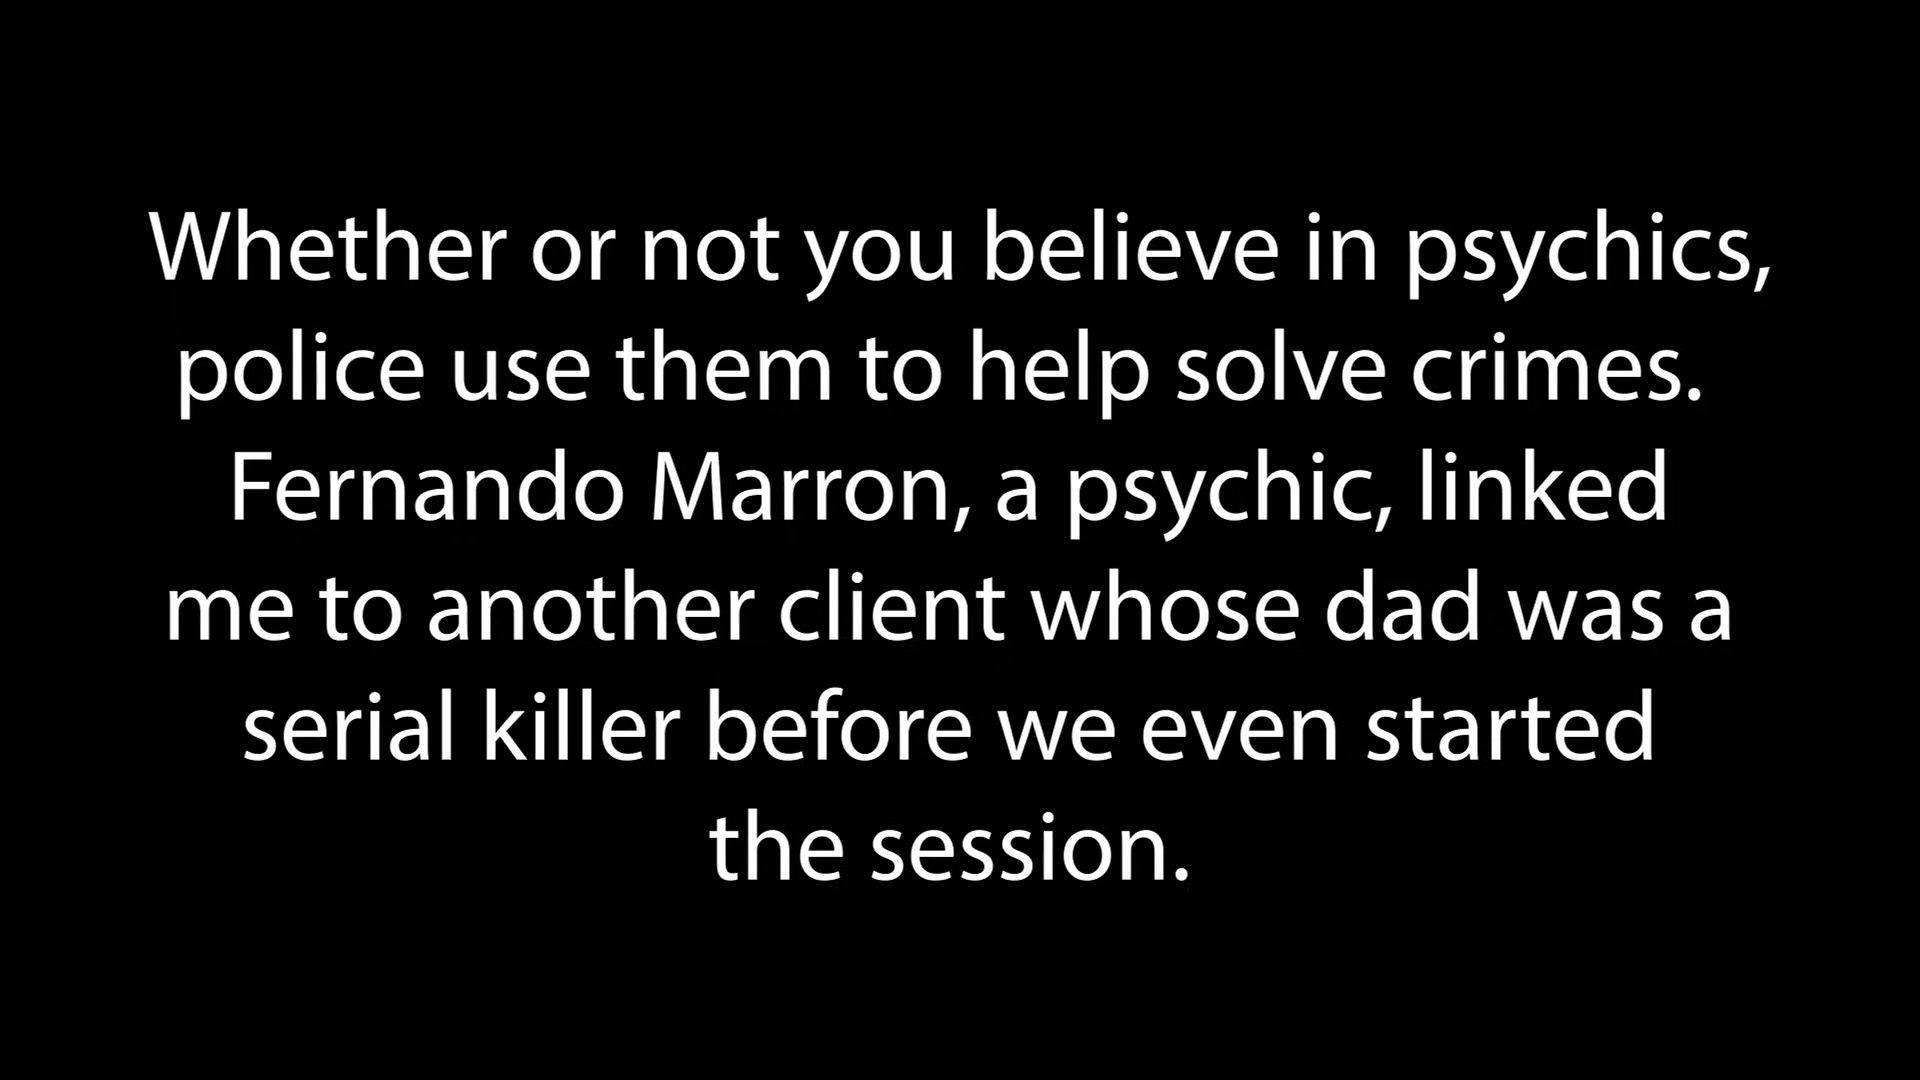 Whether or not you believe in psychics,
police use them to help solve crimes.
Fernando Marron, a psychic, linked
me to another client whose dad was a
serial killer before we even started
the session.